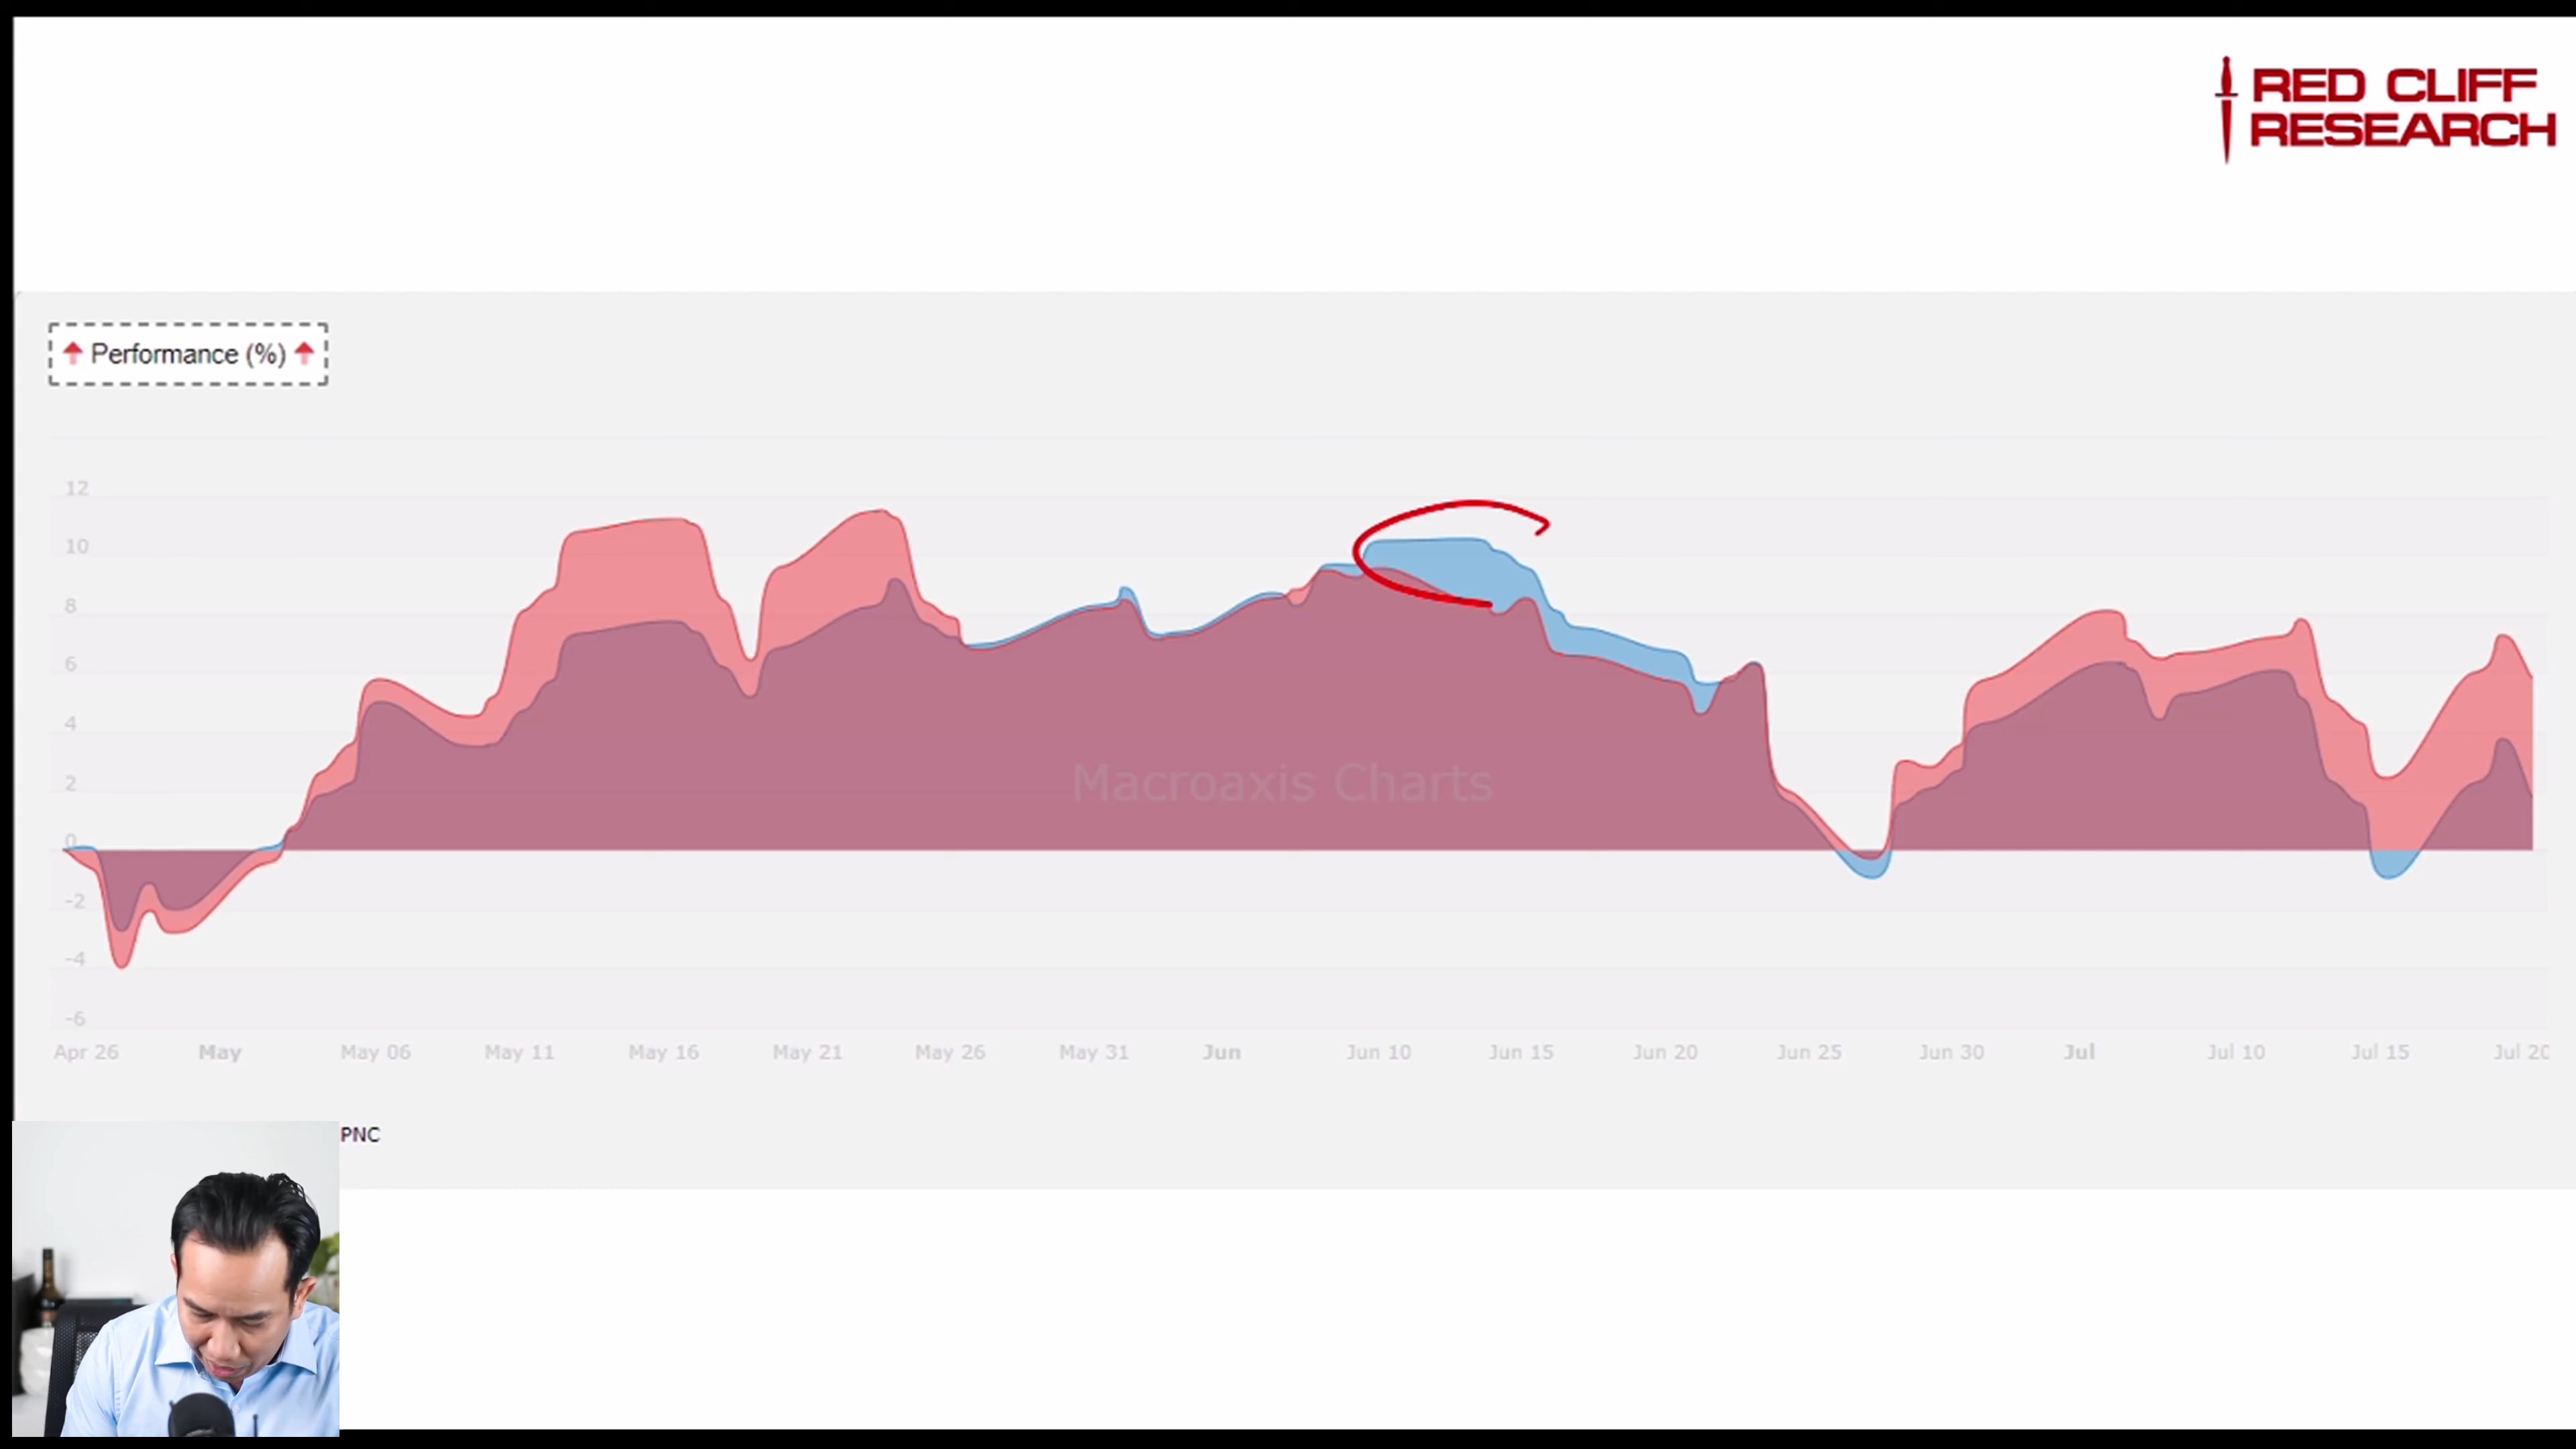 RED CLIFF
RESEARCH
Performance (%)
12
10
8
6
4
2
0
-2
-4
-6
Macroaxis Charts
Apr 26 May May 06 May 11 May 16 May 21 May 26 May 31 Jun Jun 10 Jun 15 Jun 20 Jun 25 Jun 30 Jul Jul 10 Jul 15 Jul 20
PNC